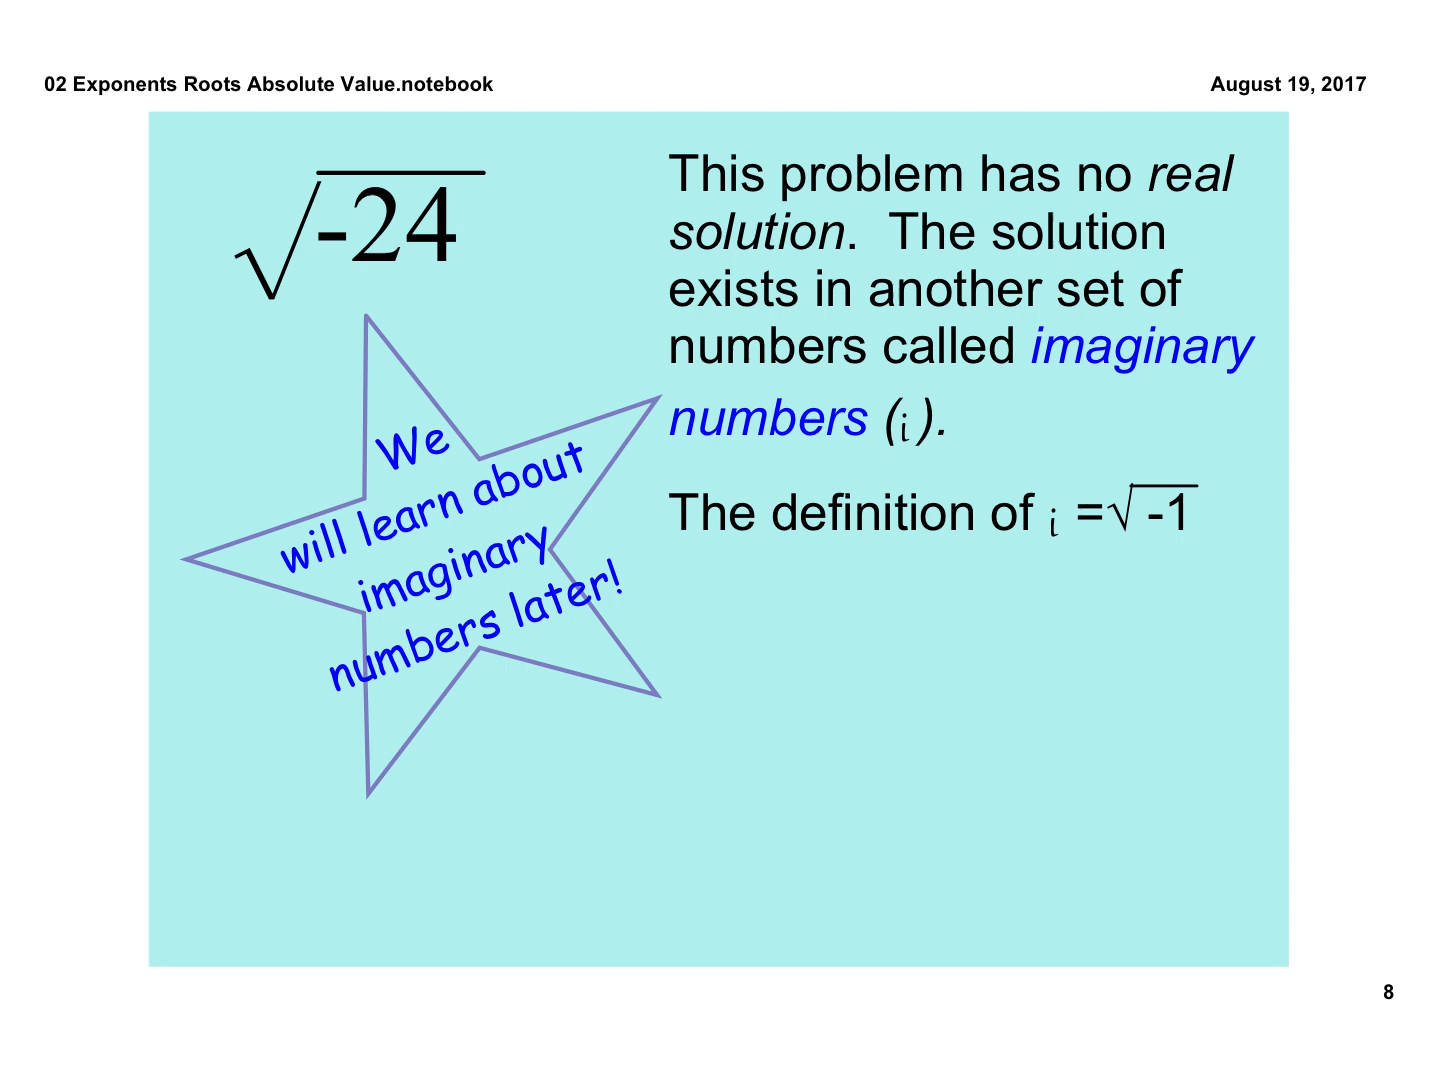 02 Exponents Roots Absolute Value.notebook
August 19, 2017
√-24
This problem has no real
solution.  The solution
exists in another set of
numbers called imaginary
numbers (i).
The definition of i =√-1
We
will learn about
imaginary
numbers later!
8